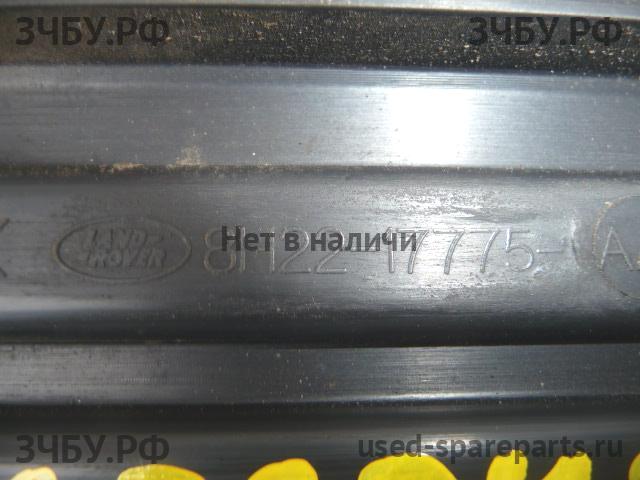 ЗЧБУ.РФ ЗЧБУ.РФ
LAND-
ROVER 8H22-17775-
Нет в наличи
ЗЧБУ.РФ used-spareparts.ru